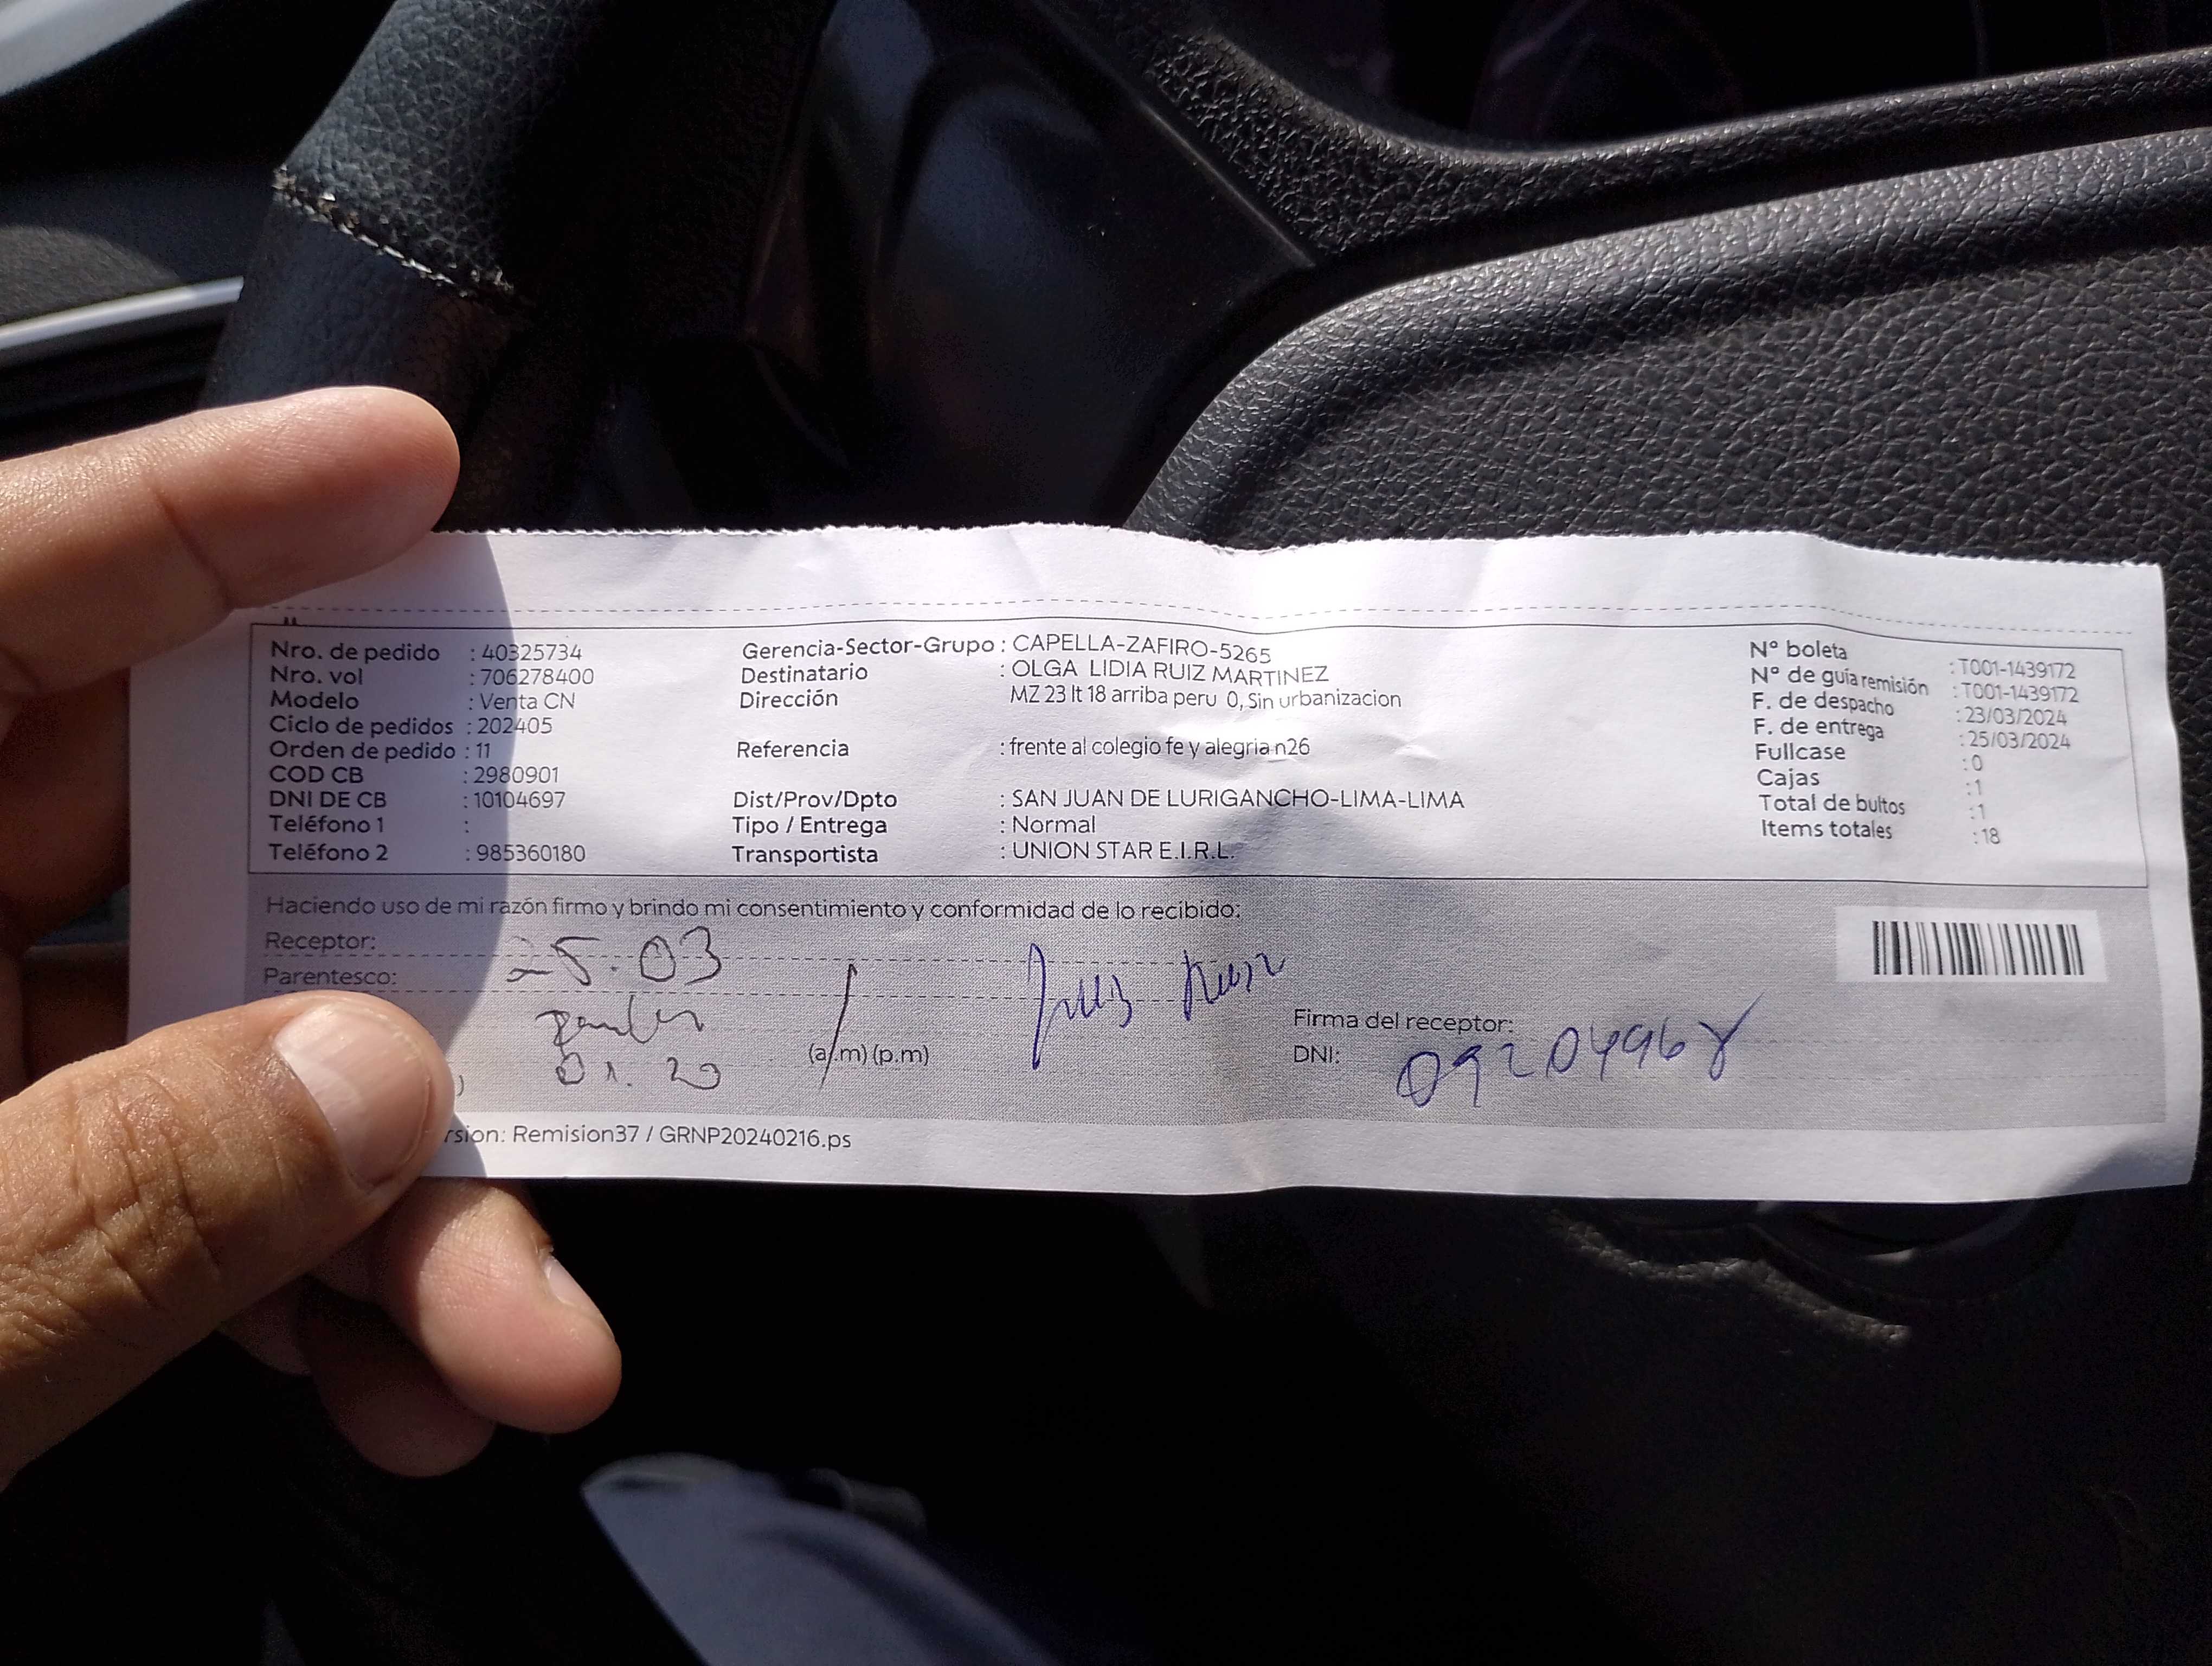 Nro. de pedido : 40325734 Gerencia-Sector-Grupo : CAPELLA-ZAFIRO-5265 N° boleta : T001-1439172
Nro. vol : 706278400 Destinatario : OLGA LIDIA RUIZ MARTINEZ N° de guía remisión : T001-1439172
Modelo : Venta CN Dirección MZ 23 lt 18 arriba peru 0, Sin urbanizacion F. de despacho : 23/03/2024
Ciclo de pedidos : 202405 F. de entrega : 25/03/2024
Orden de pedido : 11 Referencia : frente al colegio fe y alegria n26 Fullcase : 0
COD CB : 2980901 Cajas : 1
DNI DE CB : 10104697 Dist/Prov/Dpto : SAN JUAN DE LURIGANCHO-LIMA-LIMA Total de bultos : 1
Teléfono 1 : Tipo / Entrega : Normal Items totales : 18
Teléfono 2 : 985360180 Transportista : UNION STAR E.I.R.L.
Haciendo uso de mi razón firmo y brindo mi consentimiento y conformidad de lo recibido:
Receptor: 25.03
Parentesco: Ruiz
Firma del receptor:
01.20 (a.m) (p.m) DNI: 09204968
rsion: Remision37 / GRNP20240216.ps